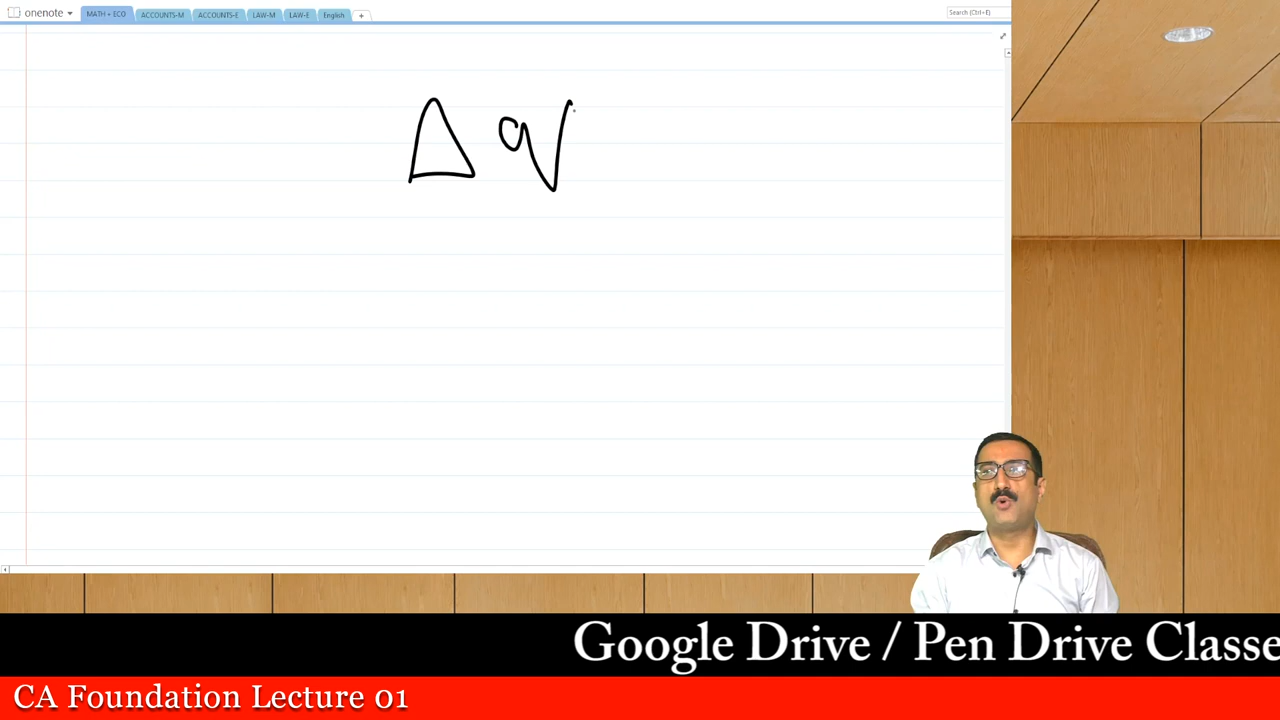 onenote MATH + ECO ACCOUNTS-M ACCOUNTS-E LAW-M LAW-E English + Search (Ctrl+E)
Δ
Google Drive / Pen Drive Classe
CA Foundation Lecture 01